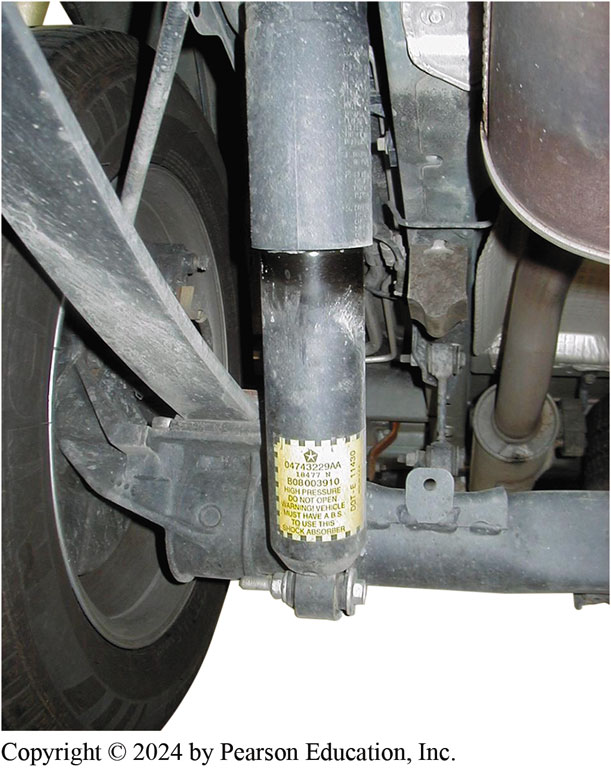 04743229AA
18477 N
B0B003910
HIGH PRESSURE
DO NOT OPEN
WARNING! VEHICLE
MUST HAVE A.B.S.
TO USE THIS
SHOCK ABSORBER
DOT - E 11430
Copyright © 2024 by Pearson Education, Inc.